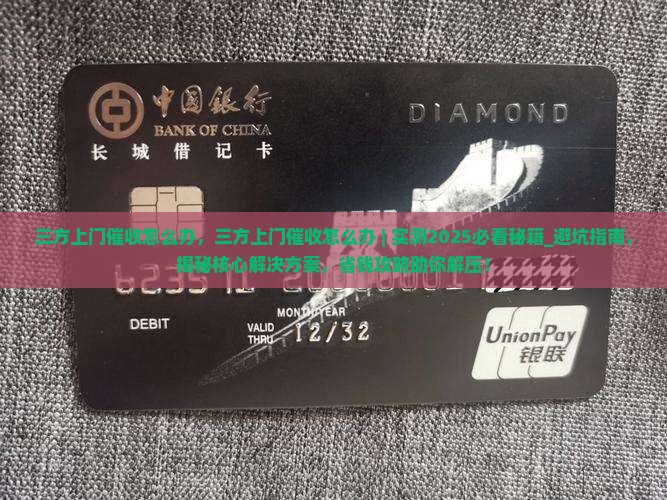 中国銀行
BANK OF CHINA
长城借记卡
DIAMOND
三方上门催收怎么办，三方上门催收怎么办 | 实测2025必看秘籍_避坑指南，
揭秘核心解决方案、省钱攻略助你解压！
DEBIT
MONTH/YEAR
VALID THRU 12/32
UnionPay
银联